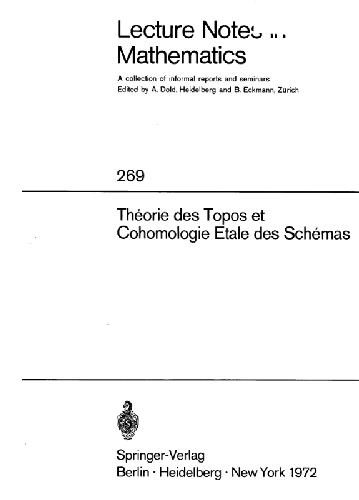 Lecture Notes in
Mathematics
A collection of informal reports and seminars
Edited by A. Dold, Heidelberg and B. Eckmann, Zürich
269
Théorie des Topos et
Cohomologie Etale des Schémas
Springer-Verlag
Berlin · Heidelberg · New York 1972